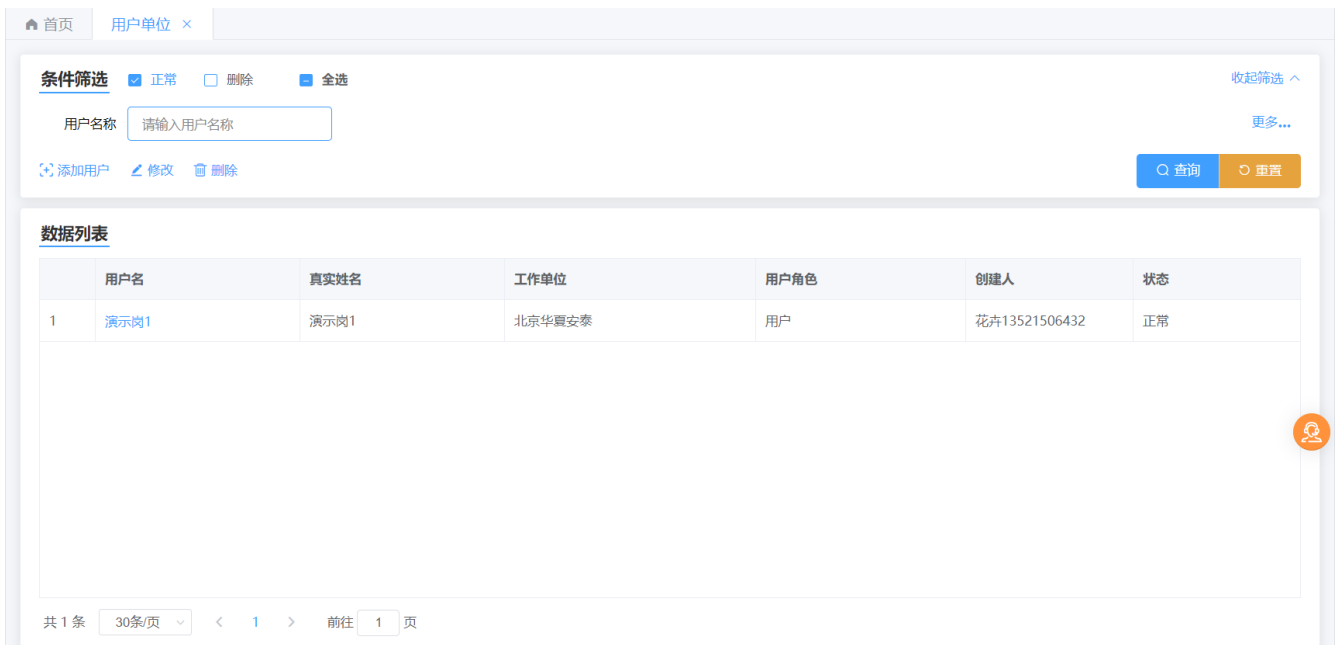 首页 用户单位 ×
条件筛选 正常 删除 全选 收起筛选
用户名称 请输入用户名称 更多...
添加用户 修改 删除 查询 重置
数据列表
用户名 真实姓名 工作单位 用户角色 创建人 状态
1 演示岗1 演示岗1 北京华夏安泰 用户 花卉13521506432 正常
共 1 条 30条/页 < 1 > 前往 1 页